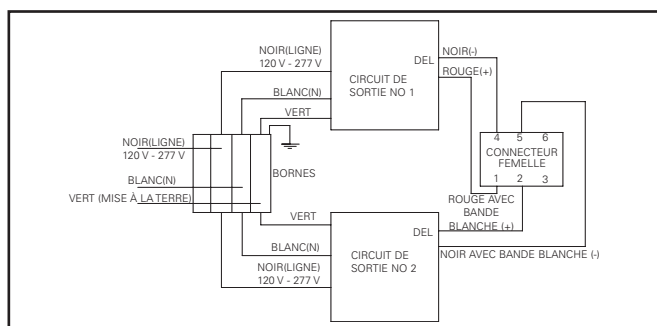 NOIR(LIGNE)
120 V - 277 V
BLANC(N)
VERT
CIRCUIT DE
SORTIE NO 1
DEL
NOIR(-)
ROUGE(+)
NOIR(LIGNE)
120 V - 277 V
BLANC(N)
VERT (MISE À LA TERRE)
BORNES
4 5 6
CONNECTEUR
FEMELLE
1 2 3
ROUGE AVEC
BANDE
BLANCHE (+)
VERT
BLANC(N)
NOIR(LIGNE)
120 V - 277 V
CIRCUIT DE
SORTIE NO 2
DEL
NOIR AVEC BANDE BLANCHE (-)